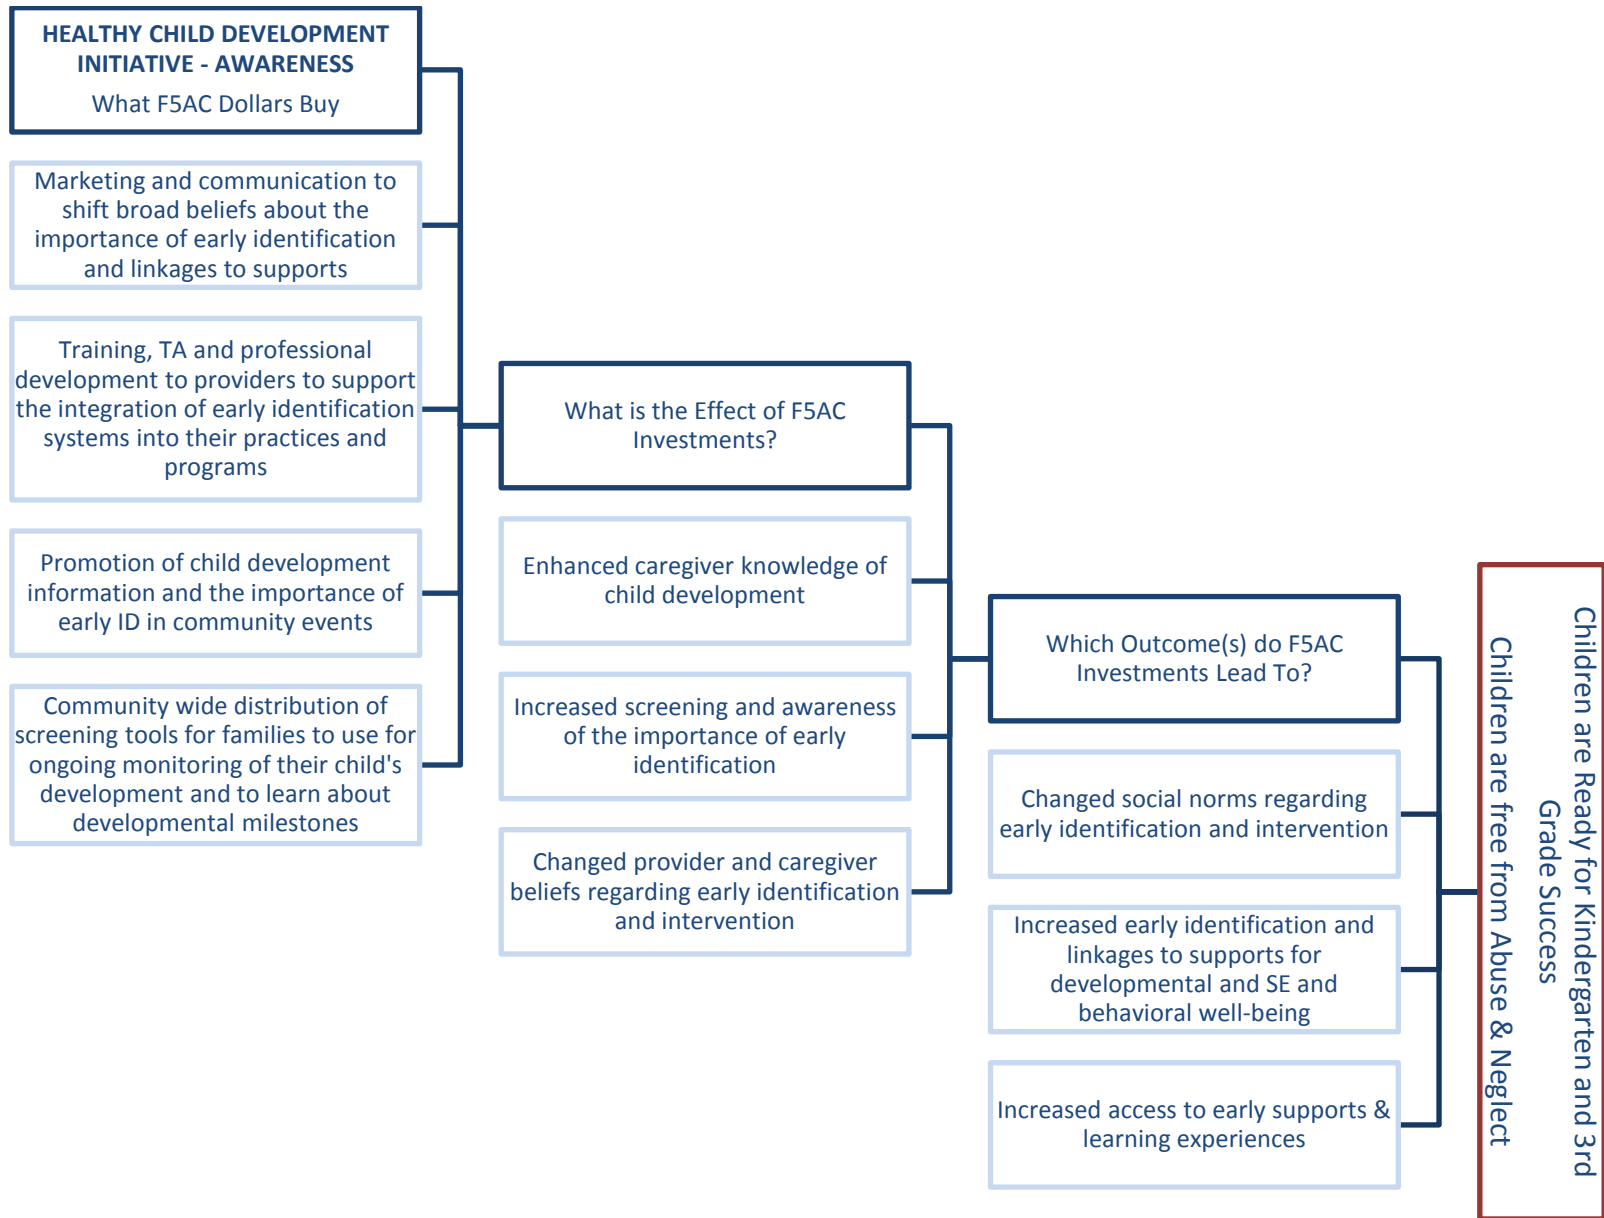 HEALTHY CHILD DEVELOPMENT
INITIATIVE - AWARENESS
What F5AC Dollars Buy
Marketing and communication to
shift broad beliefs about the
importance of early identification
and linkages to supports
Training, TA and professional
development to providers to support
the integration of early identification
systems into their practices and
programs
Promotion of child development
information and the importance of
early ID in community events
Community wide distribution of
screening tools for families to use for
ongoing monitoring of their child's
development and to learn about
developmental milestones
What is the Effect of F5AC
Investments?
Enhanced caregiver knowledge of
child development
Increased screening and awareness
of the importance of early
identification
Changed provider and caregiver
beliefs regarding early identification
and intervention
Which Outcome(s) do F5AC
Investments Lead To?
Changed social norms regarding
early identification and intervention
Increased early identification and
linkages to supports for
developmental and SE and
behavioral well-being
Increased access to early supports &
learning experiences
Children are Ready for Kindergarten and 3rd
Grade Success
Children are free from Abuse & Neglect